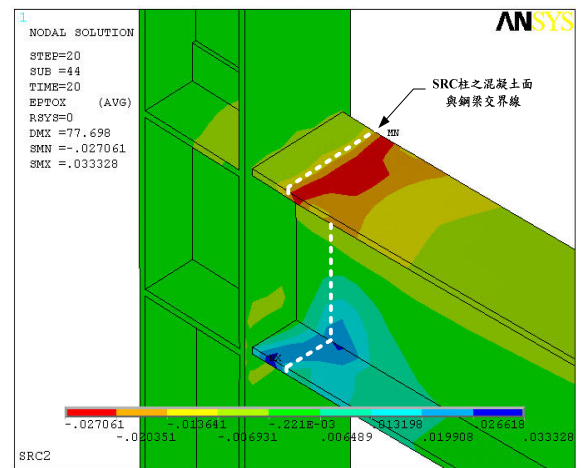 1
ANSYS
NODAL SOLUTION
STEP=20
SUB =44
TIME=20
EPTOX (AVG)
RSYS=0
DMX =77.698
SMN =-.027061
SMX =.033328
SRC柱之混凝土面
與鋼梁交界線
MN
-.027061 -.013641 -.221E-03 .013198 .026618
-.020351 -.006931 .006489 .019908 .033328
SRC2